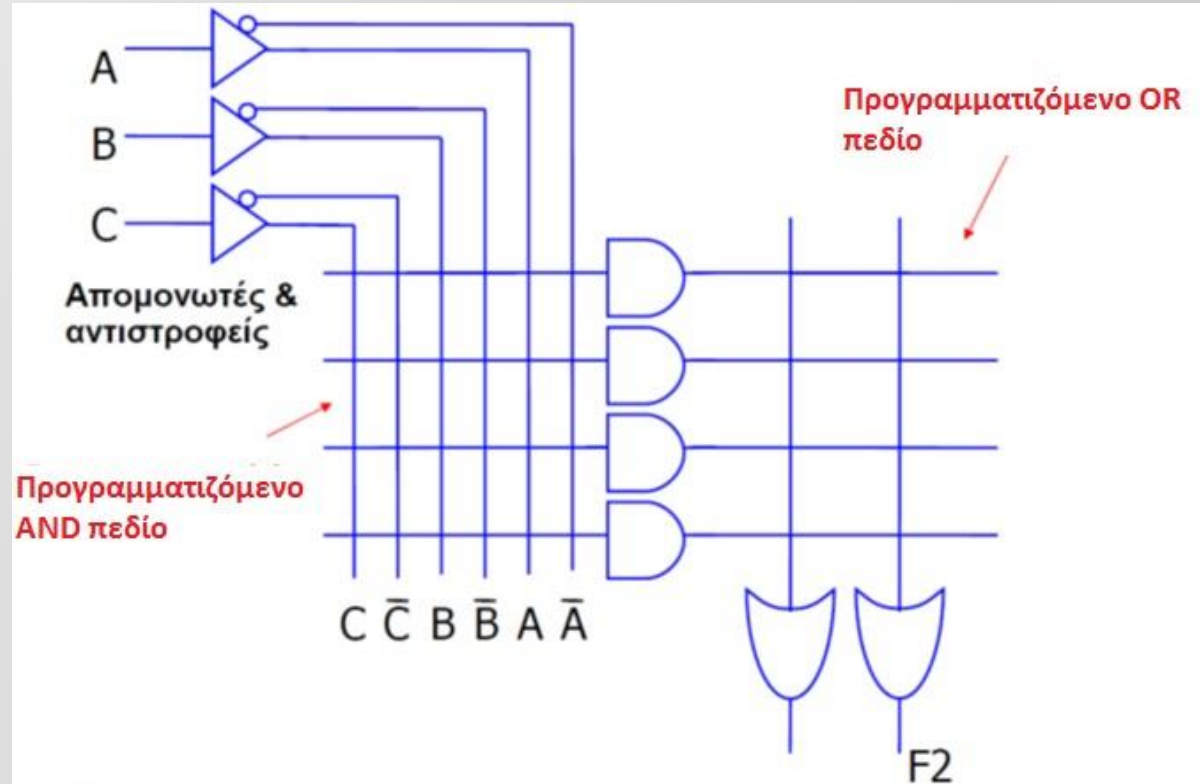 A
B
C
Απομονωτές &
αντιστροφείς
Προγραμματιζόμενο OR
πεδίο
Προγραμματιζόμενο
AND πεδίο
C C̅ B B̅ A A̅
F2